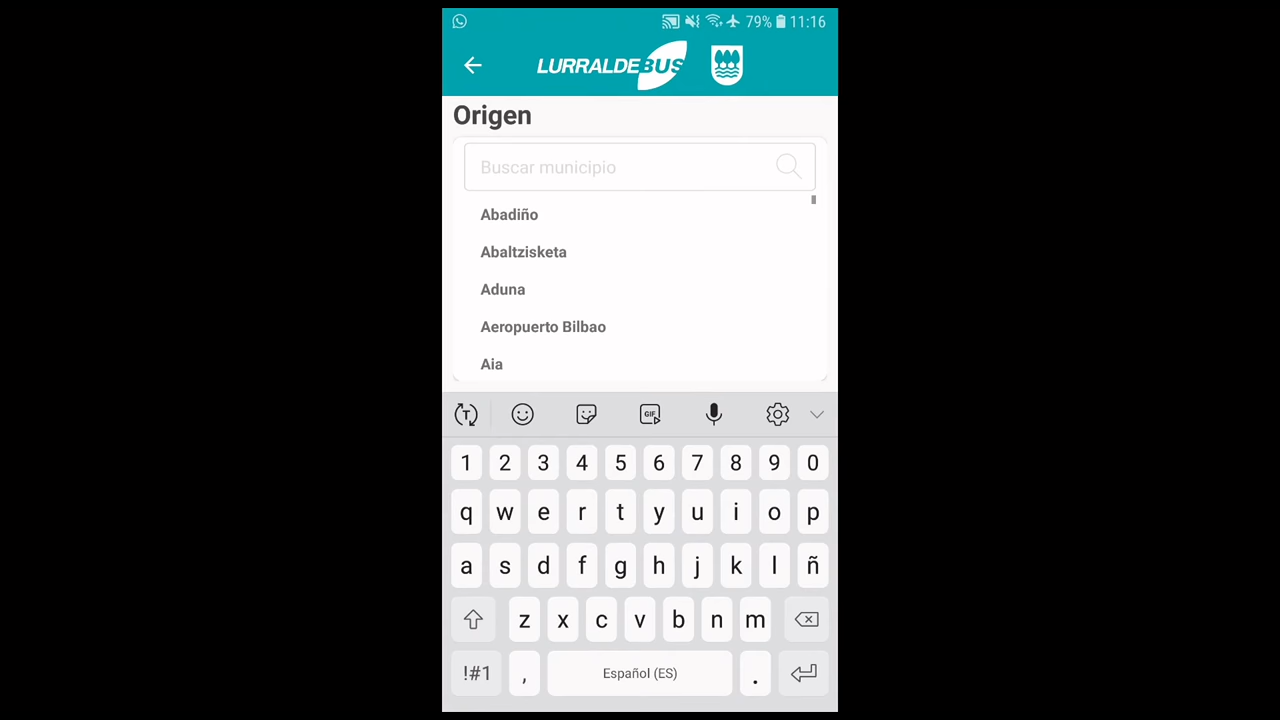 79% 11:16
LURRALDEBUS
Origen
Buscar municipio
Abadiño
Abaltzisketa
Aduna
Aeropuerto Bilbao
Aia
T GIF
1 2 3 4 5 6 7 8 9 0
q w e r t y u i o p
a s d f g h j k l ñ
z x c v b n m
!#1 , Español (ES) .